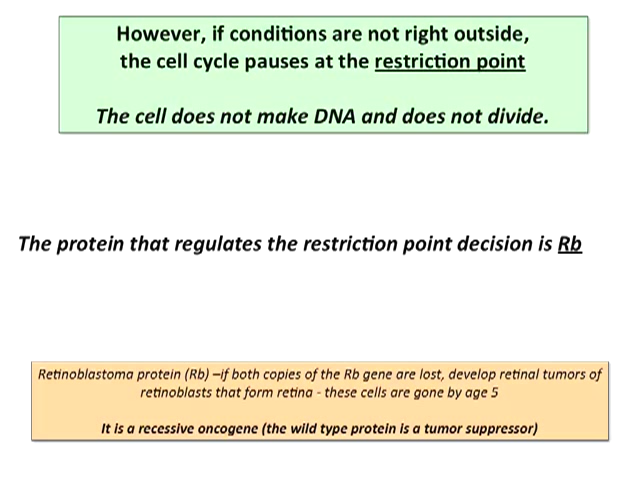 However, if conditions are not right outside,
the cell cycle pauses at the restriction point
The cell does not make DNA and does not divide.
The protein that regulates the restriction point decision is Rb
Retinoblastoma protein (Rb) –if both copies of the Rb gene are lost, develop retinal tumors of
retinoblasts that form retina - these cells are gone by age 5
It is a recessive oncogene (the wild type protein is a tumor suppressor)